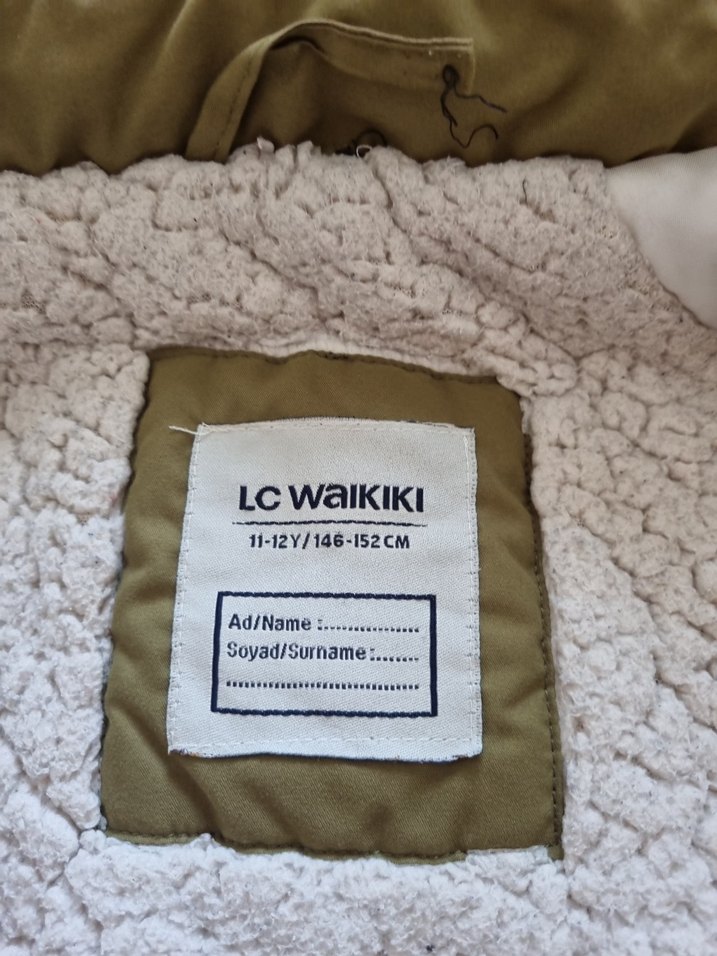 LC WAIKIKI
11-12Y/146-152CM
Ad/Name :................
Soyad/Surname:.......
................................